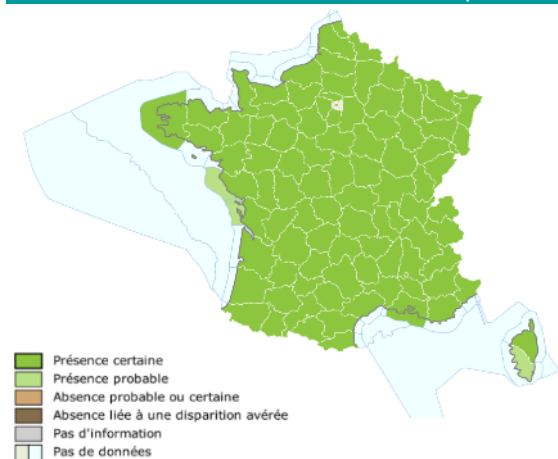 Présence certaine
Présence probable
Absence probable ou certaine
Absence liée à une disparition avérée
Pas d'information
Pas de données